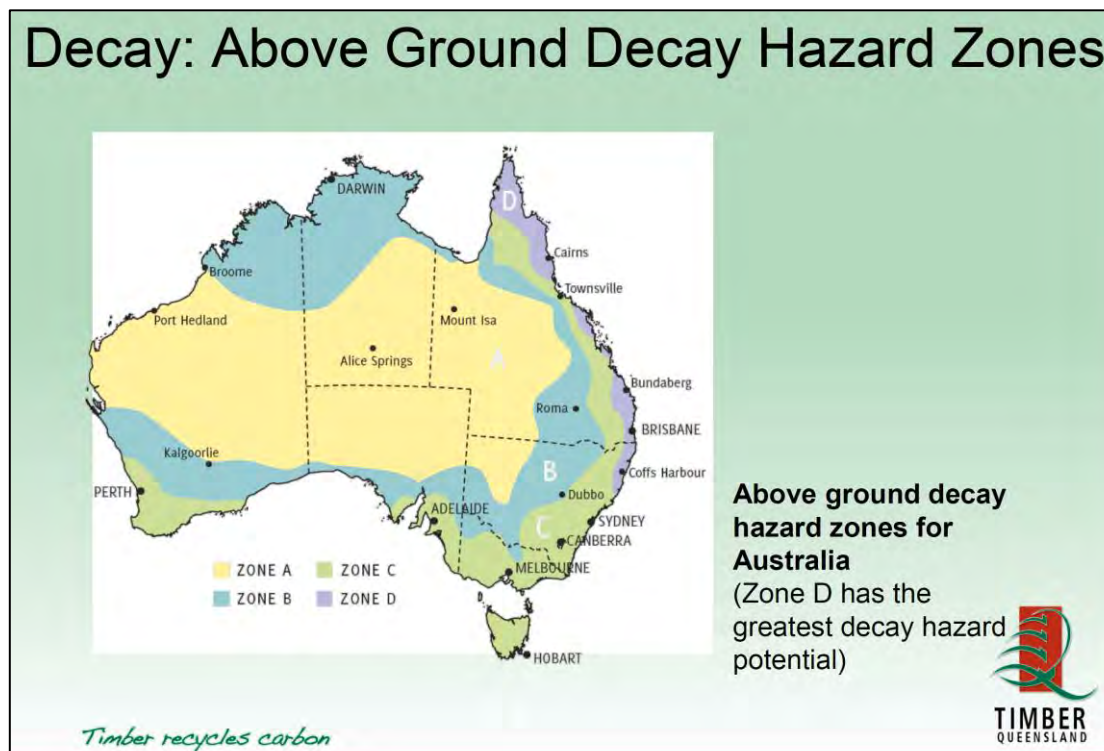 Decay: Above Ground Decay Hazard Zones
D
DARWIN
Cairns
Broome
Townsville
Port Hedland
Mount Isa
A
Alice Springs
Bundaberg
Roma
BRISBANE
Kalgoorlie
B
Coffs Harbour
PERTH
Dubbo
ADELAIDE
C
SYDNEY
CANBERRA
MELBOURNE
ZONE A
ZONE C
ZONE B
ZONE D
HOBART
Above ground decay
hazard zones for
Australia
(Zone D has the
greatest decay hazard
potential)
Timber recycles carbon
TIMBER
QUEENSLAND